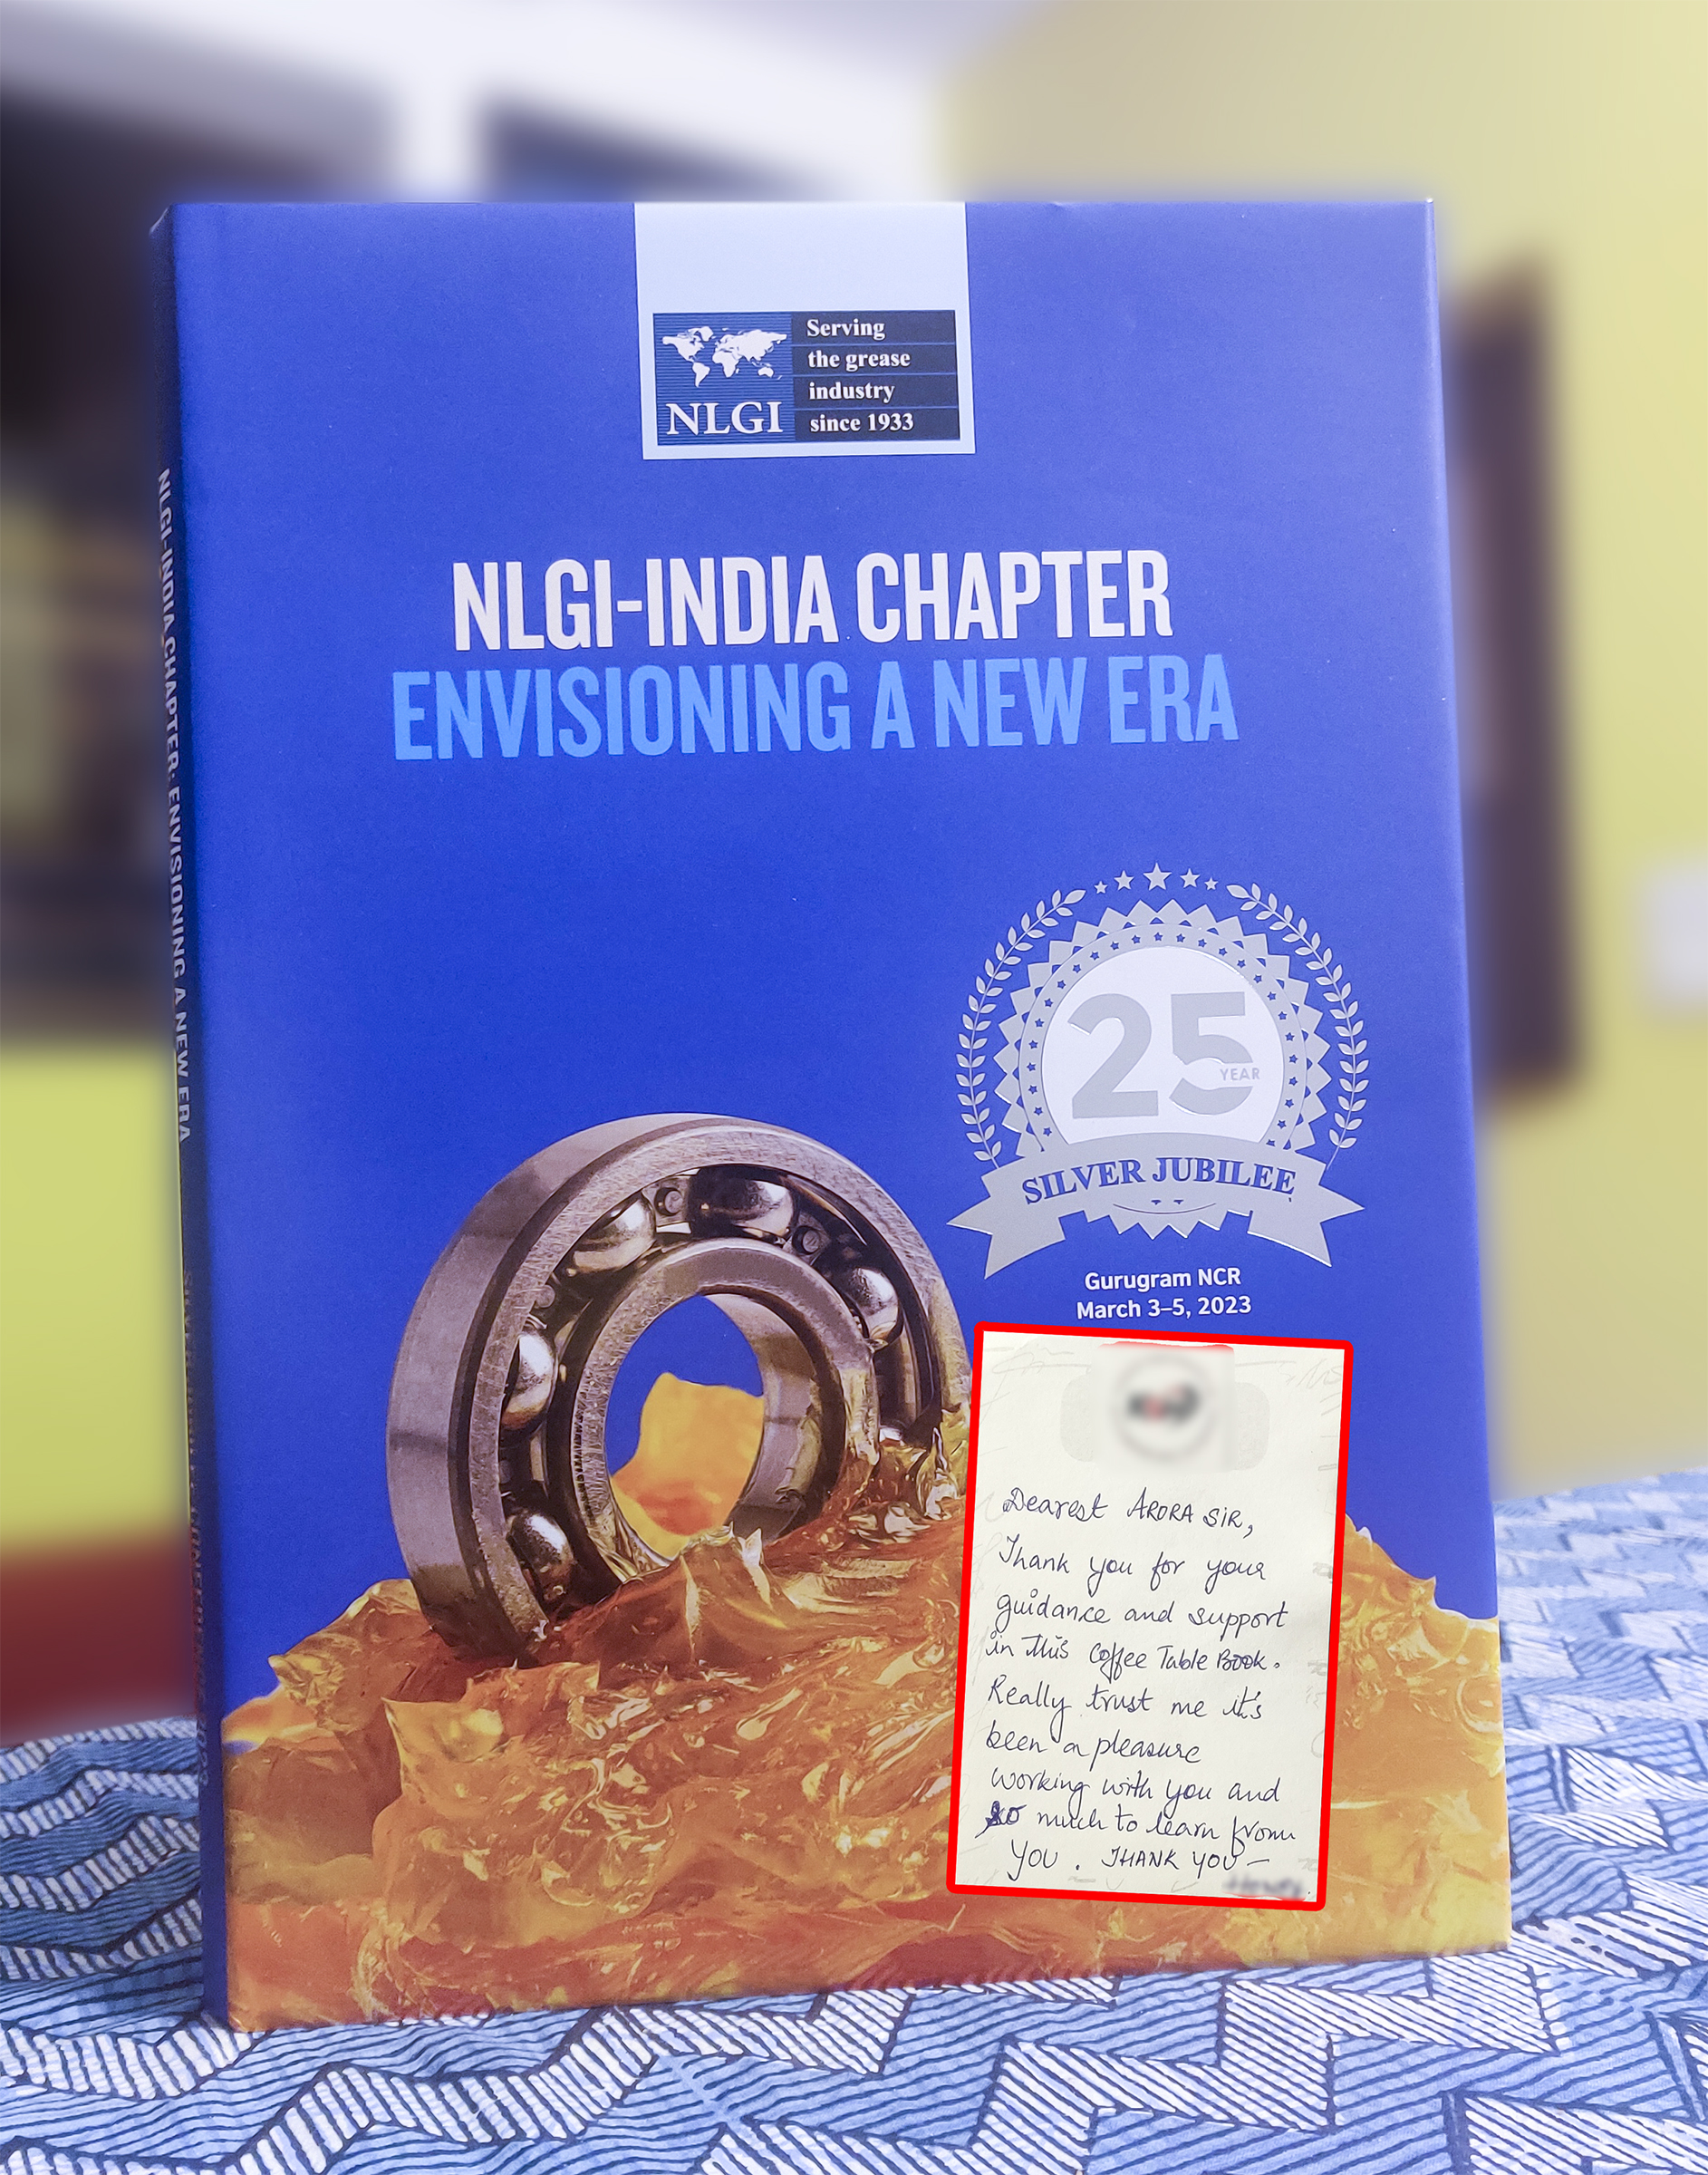 NLGI
Serving
the grease
industry
since 1933
NLGI-INDIA CHAPTER
ENVISIONING A NEW ERA
25
YEAR
SILVER JUBILEE
Gurugram NCR
March 3–5, 2023
Dearest ARORA SIR,
Thank you for your
guidance and support
in this Coffee Table Book.
Really trust me it's
been a pleasure
working with you and
so much to learn from
YOU. THANK YOU —
NLGI-INDIA CHAPTER: ENVISIONING A NEW ERA